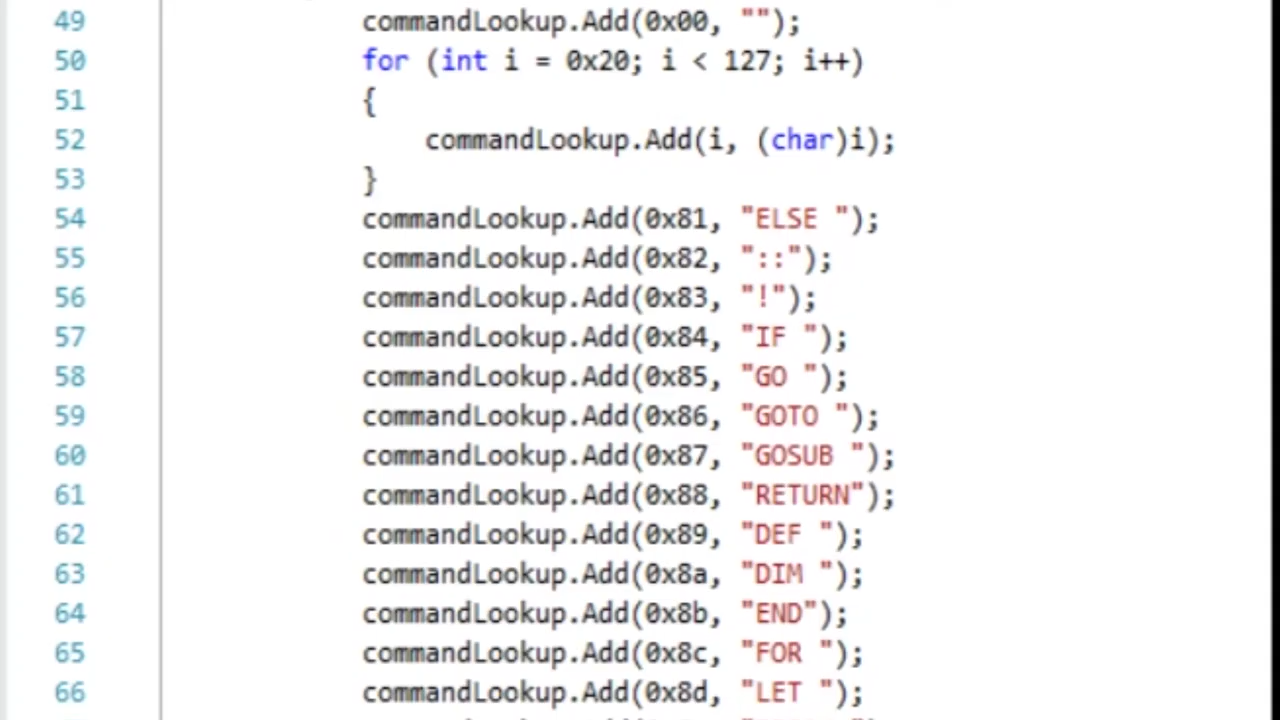 49 commandLookup.Add(0x00, "");
50 for (int i = 0x20; i < 127; i++)
51 {
52 commandLookup.Add(i, (char)i);
53 }
54 commandLookup.Add(0x81, "ELSE ");
55 commandLookup.Add(0x82, "::");
56 commandLookup.Add(0x83, "!");
57 commandLookup.Add(0x84, "IF ");
58 commandLookup.Add(0x85, "GO ");
59 commandLookup.Add(0x86, "GOTO ");
60 commandLookup.Add(0x87, "GOSUB ");
61 commandLookup.Add(0x88, "RETURN");
62 commandLookup.Add(0x89, "DEF ");
63 commandLookup.Add(0x8a, "DIM ");
64 commandLookup.Add(0x8b, "END");
65 commandLookup.Add(0x8c, "FOR ");
66 commandLookup.Add(0x8d, "LET ");